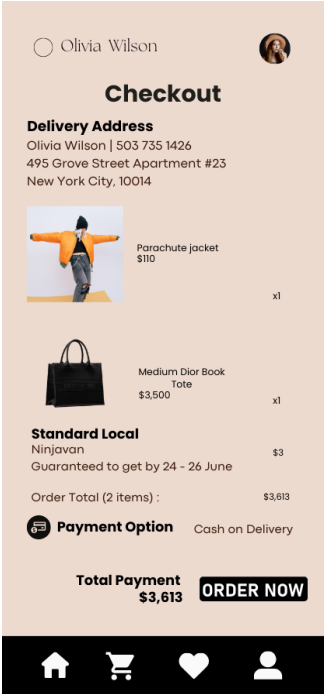 Olivia Wilson
Checkout
Delivery Address
Olivia Wilson | 503 735 1426
495 Grove Street Apartment #23
New York City, 10014
Parachute jacket
$110
x1
Medium Dior Book
Tote
$3,500
x1
Standard Local
Ninjavan
$3
Guaranteed to get by 24 - 26 June
Order Total (2 items) :
$3,613
Payment Option
Cash on Delivery
Total Payment
$3,613
ORDER NOW